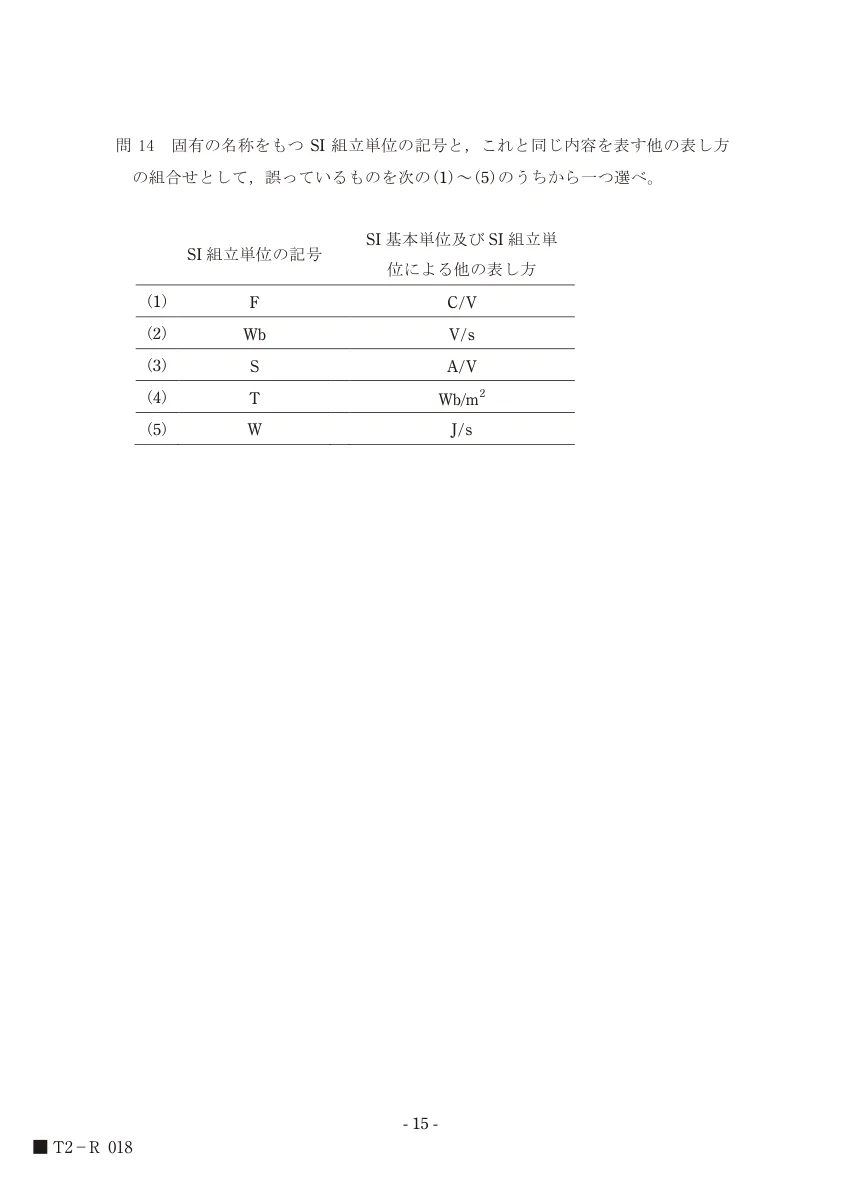 問 14　固有の名称をもつ SI 組立単位の記号と，これと同じ内容を表す他の表し方
の組合せとして，誤っているものを次の(1)～(5)のうちから一つ選べ。
SI 組立単位の記号
SI 基本単位及び SI 組立単
位による他の表し方
(1) F C/V
(2) Wb V/s
(3) S A/V
(4) T Wb/m²
(5) W J/s
- 15 -
■ T2－R 018